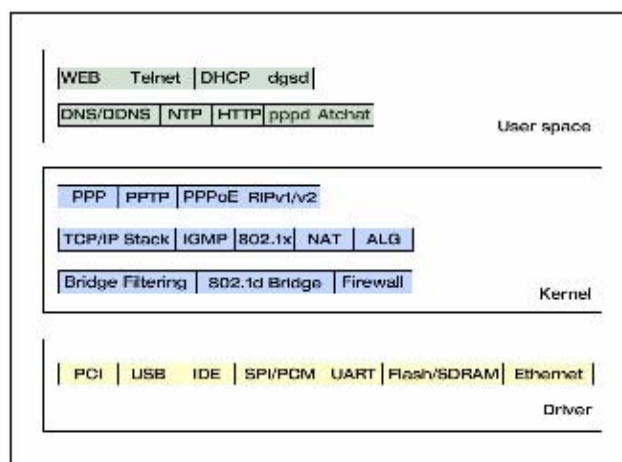 WEB Telnet DHCP dgsd
DNS/DDNS NTP HTTP pppd Atchat
User space
PPP PPTP PPPoE RIPv1/v2
TCP/IP Stack IGMP 802.1x NAT ALG
Bridge Filtering 802.1d Bridge Firewall
Kernel
PCI USB IDE SPI/PCM UART Flash/SDRAM Ethernet
Driver